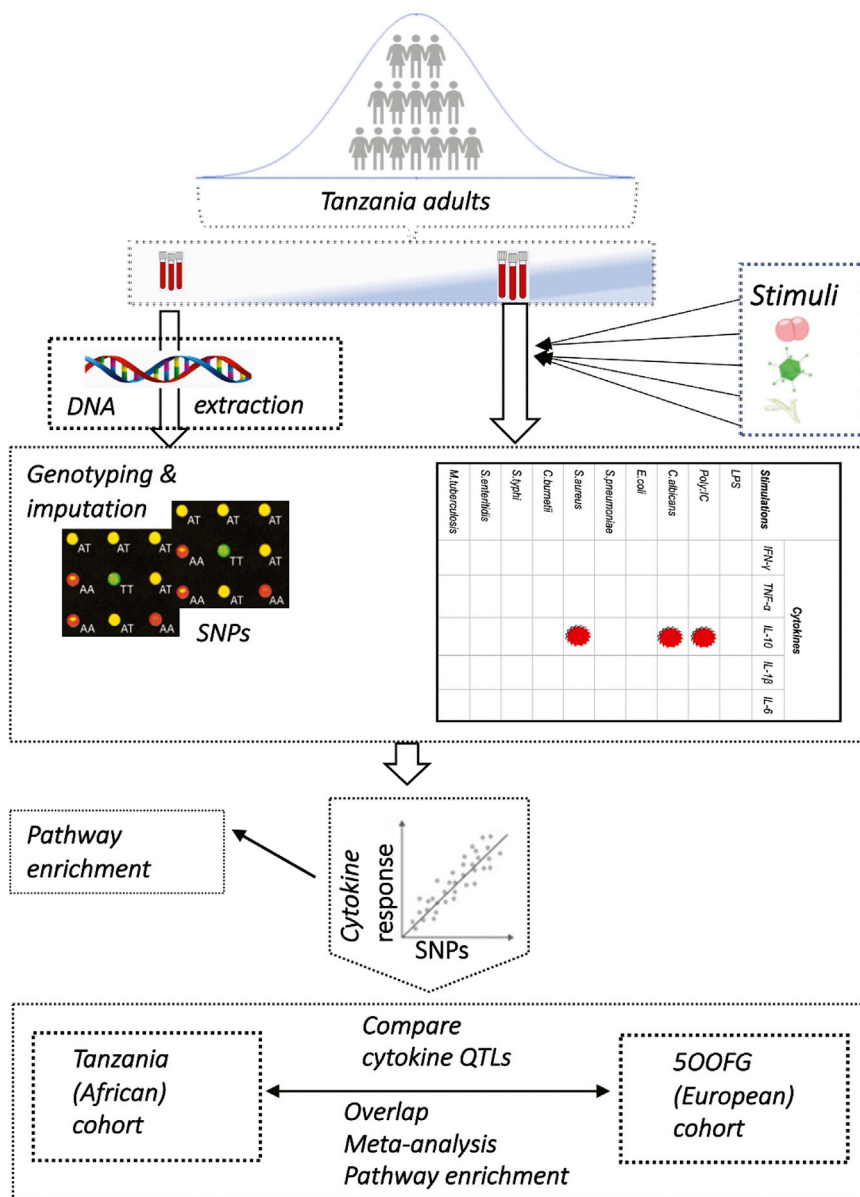 Tanzania adults
Stimuli
DNA extraction
Genotyping &
imputation
AT AT AT
AA TT AT
AA AT AA
AT AT AT
AA TT AT
AA AT AA
SNPs
Stimulations
Cytokines
IFN-γ
TNF-α
IL-10
IL-1β
IL-6
LPS
Poly:IC
C.albicans
E.coli
S.pneumoniae
S.aureus
C.burnetii
S.typhi
S.enteritidis
M.tuberculosis
Pathway
enrichment
Cytokine
response
SNPs
Compare
cytokine QTLs
Tanzania
(African)
cohort
Overlap
Meta-analysis
Pathway enrichment
5OOFG
(European)
cohort